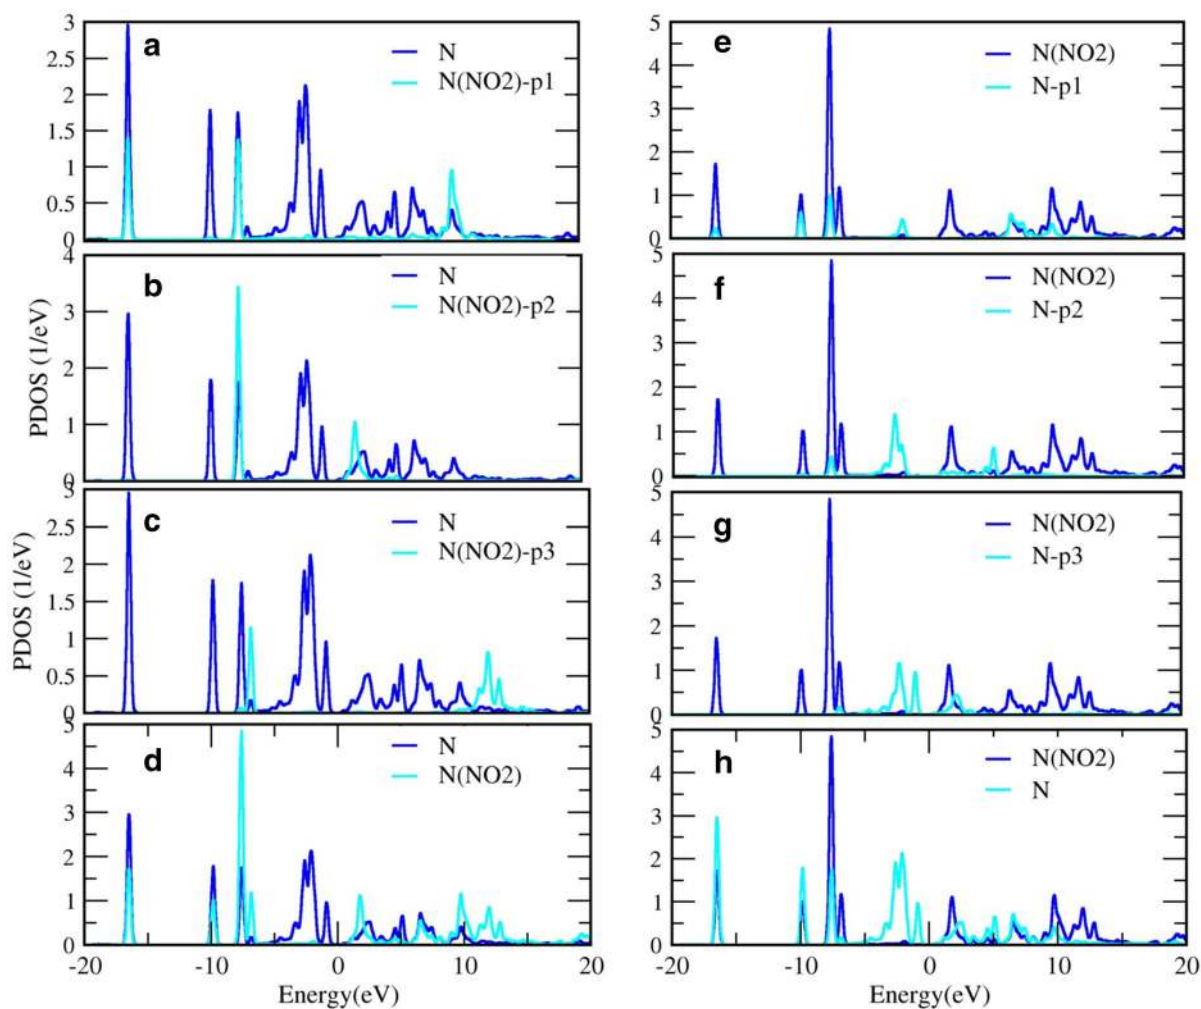 a
N
N(NO2)-p1
3
2.5
2
1.5
1
0.5
0
b
N
N(NO2)-p2
4
3
2
1
0
PDOS (1/eV)
c
N
N(NO2)-p3
3
2.5
2
1.5
1
0.5
0
PDOS (1/eV)
d
N
N(NO2)
5
4
3
2
1
0
-20
-10
0
10
20
Energy(eV)
e
N(NO2)
N-p1
5
4
3
2
1
0
f
N(NO2)
N-p2
5
4
3
2
1
0
g
N(NO2)
N-p3
5
4
3
2
1
0
h
N(NO2)
N
5
4
3
2
1
0
-20
-10
0
10
20
Energy(eV)